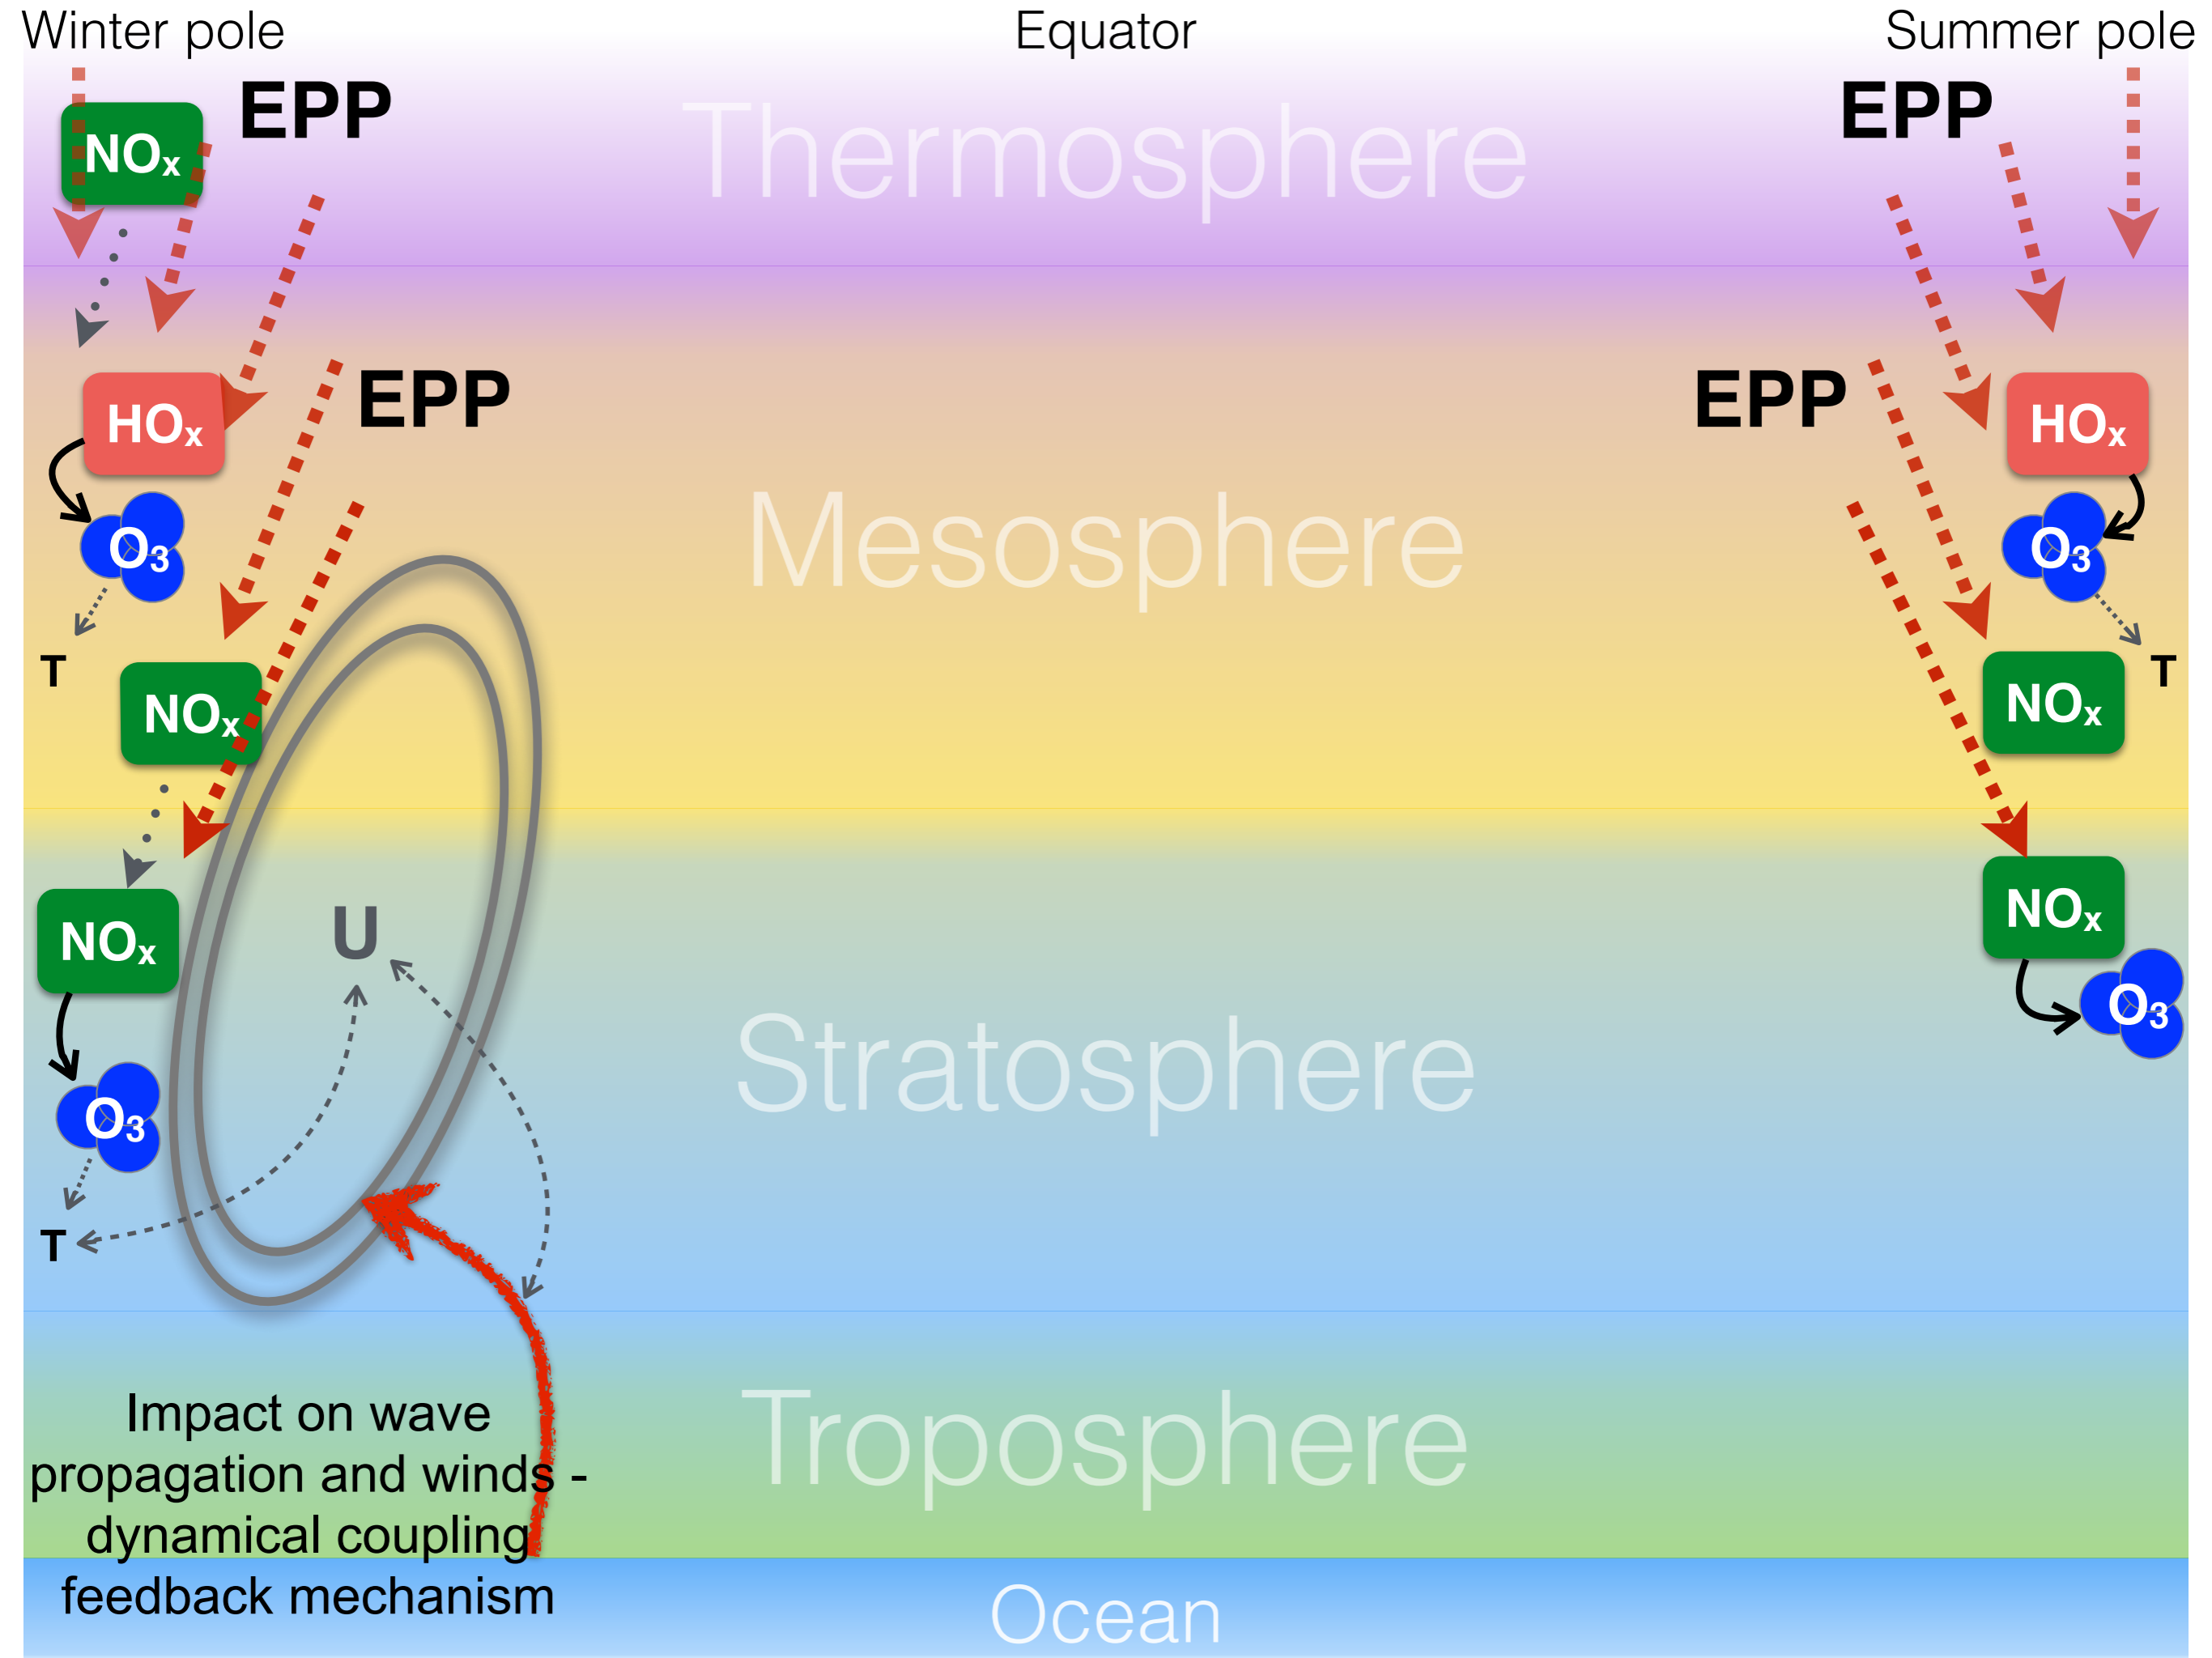 Winter pole
Equator
Summer pole
EPP
EPP
NOx
Thermosphere
EPP
EPP
HOx
HOx
O3
Mesosphere
O3
T
T
NOx
NOx
NOx
U
NOx
O3
Stratosphere
O3
T
Impact on wave
propagation and winds -
dynamical coupling
feedback mechanism
Troposphere
Ocean